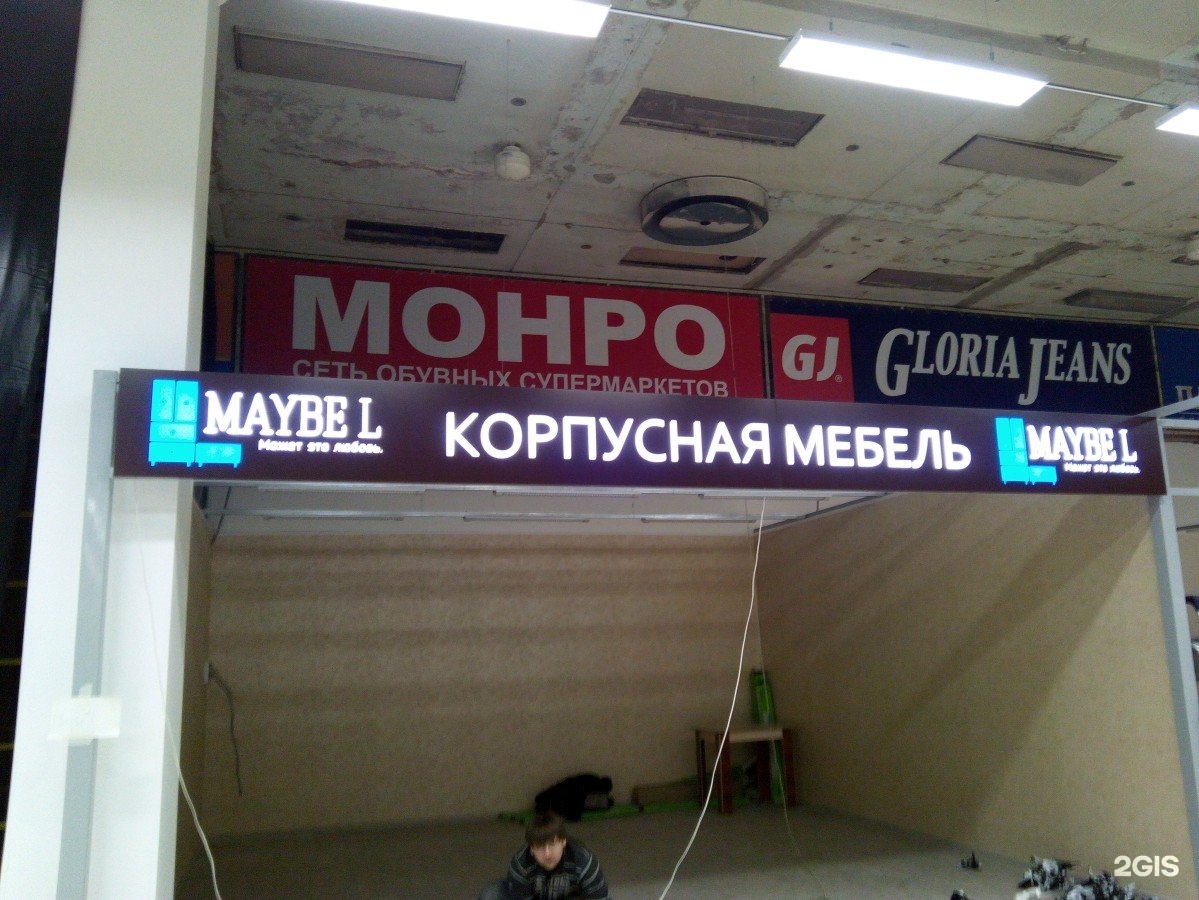 МОНРО
СЕТЬ ОБУВНЫХ СУПЕРМАРКЕТОВ
GJ®
GLORIA JEANS
MAYBE L
Может это любовь.
КОРПУСНАЯ МЕБЕЛЬ
MAYBE L
Может это любовь.
2GIS